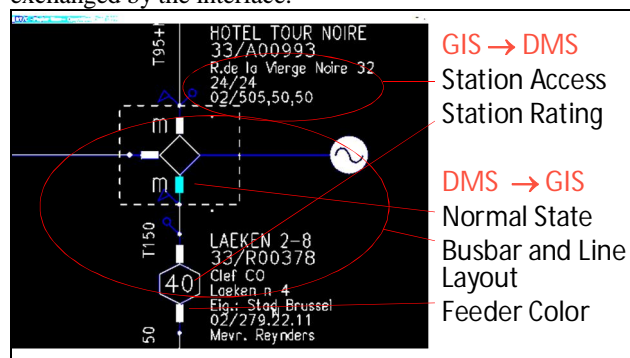 exchanged by the interface.
T95+
HOTEL TOUR NOIRE
33/A00993
R.de la Vierge Noire 32
24/24
02/505,50,50
m
m
T150
LAEKEN 2-8
33/R00378
Clef CO
Laeken n 4
Eig.: Stad Brussel
02/279.22.11
Mevr. Reynders
40
50
GIS → DMS
Station Access
Station Rating
DMS → GIS
Normal State
Busbar and Line
Layout
Feeder Color